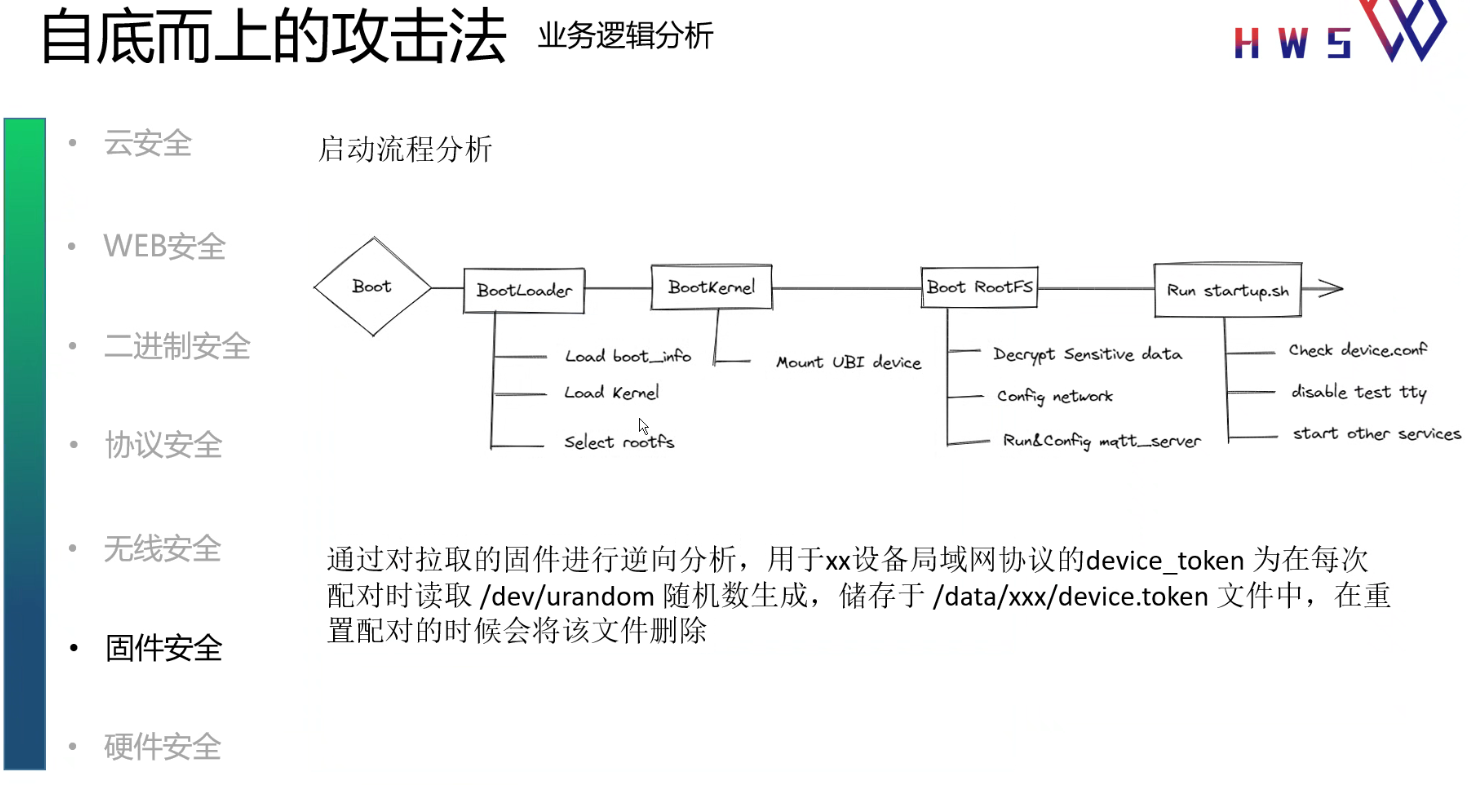 自底而上的攻击法 业务逻辑分析
HWS
• 云安全
• WEB安全
• 二进制安全
• 协议安全
• 无线安全
• 固件安全
• 硬件安全
启动流程分析
Boot
BootLoader
Load boot_info
Load Kernel
Select rootfs
BootKernel
Mount UBI device
Boot RootFS
Decrypt Sensitive data
Config network
Run&Config mqtt_server
Run startup.sh
Check device.conf
disable test tty
start other services
通过对拉取的固件进行逆向分析，用于xx设备局域网协议的device_token 为在每次
配对时读取 /dev/urandom 随机数生成，储存于 /data/xxx/device.token 文件中，在重
置配对的时候会将该文件删除